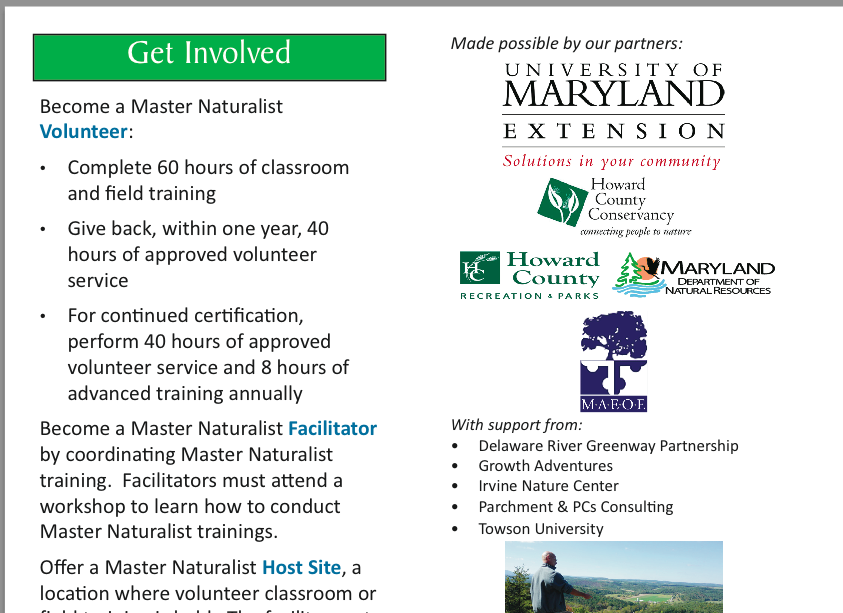 Get Involved
Become a Master Naturalist
Volunteer:
• Complete 60 hours of classroom
and field training
• Give back, within one year, 40
hours of approved volunteer
service
• For continued certification,
perform 40 hours of approved
volunteer service and 8 hours of
advanced training annually
Become a Master Naturalist Facilitator
by coordinating Master Naturalist
training. Facilitators must attend a
workshop to learn how to conduct
Master Naturalist trainings.
Offer a Master Naturalist Host Site, a
location where volunteer classroom or
Made possible by our partners:
UNIVERSITY OF
MARYLAND
EXTENSION
Solutions in your community
Howard
County
Conservancy
connecting people to nature
HC
Howard
County
RECREATION & PARKS
MARYLAND
DEPARTMENT OF
NATURAL RESOURCES
M·A·E·O·E
With support from:
• Delaware River Greenway Partnership
• Growth Adventures
• Irvine Nature Center
• Parchment & PCs Consulting
• Towson University